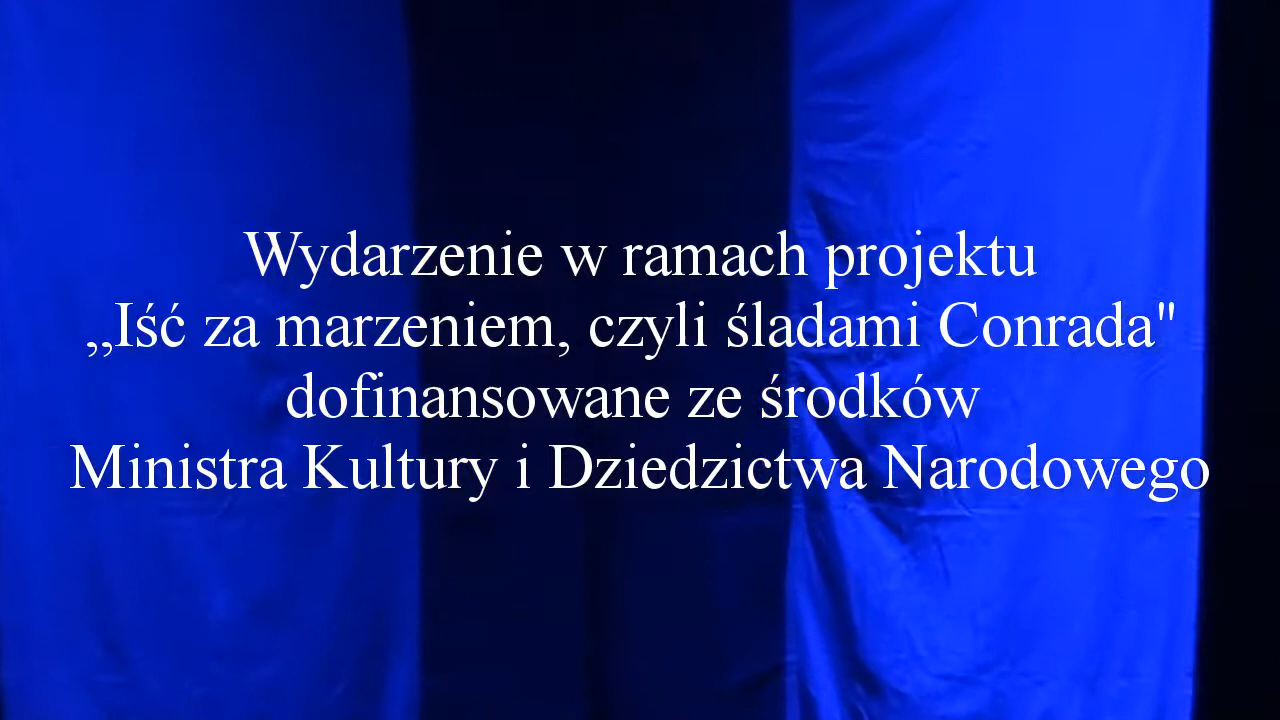 Wydarzenie w ramach projektu
,,Iść za marzeniem, czyli śladami Conrada"
dofinansowane ze środków
Ministra Kultury i Dziedzictwa Narodowego